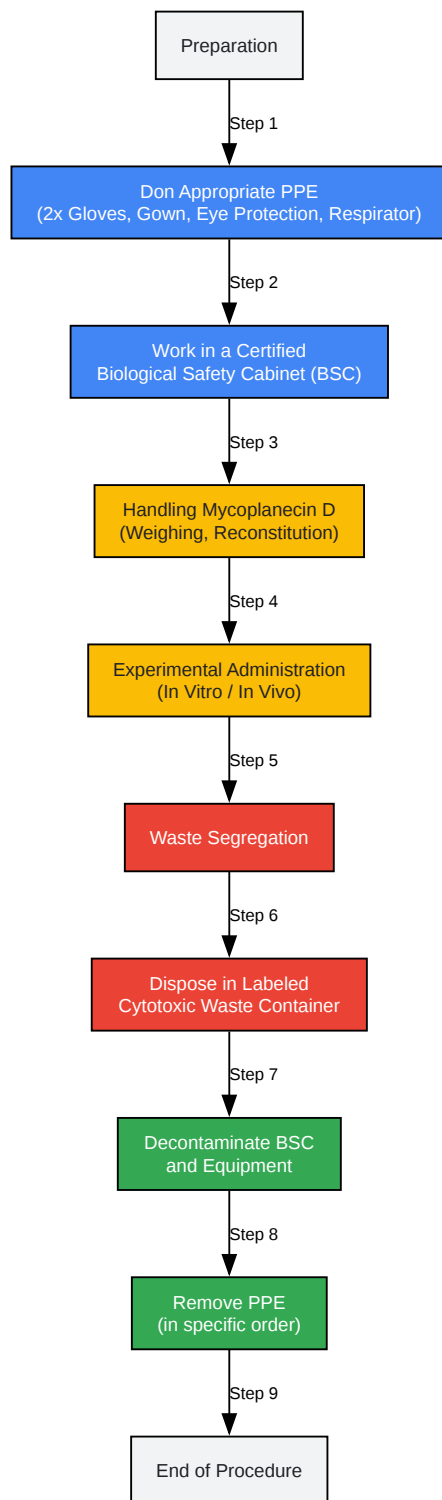 Preparation
Step 1
Don Appropriate PPE
(2x Gloves, Gown, Eye Protection, Respirator)
Step 2
Work in a Certified
Biological Safety Cabinet (BSC)
Step 3
Handling Mycoplanecin D
(Weighing, Reconstitution)
Step 4
Experimental Administration
(In Vitro / In Vivo)
Step 5
Waste Segregation
Step 6
Dispose in Labeled
Cytotoxic Waste Container
Step 7
Decontaminate BSC
and Equipment
Step 8
Remove PPE
(in specific order)
Step 9
End of Procedure